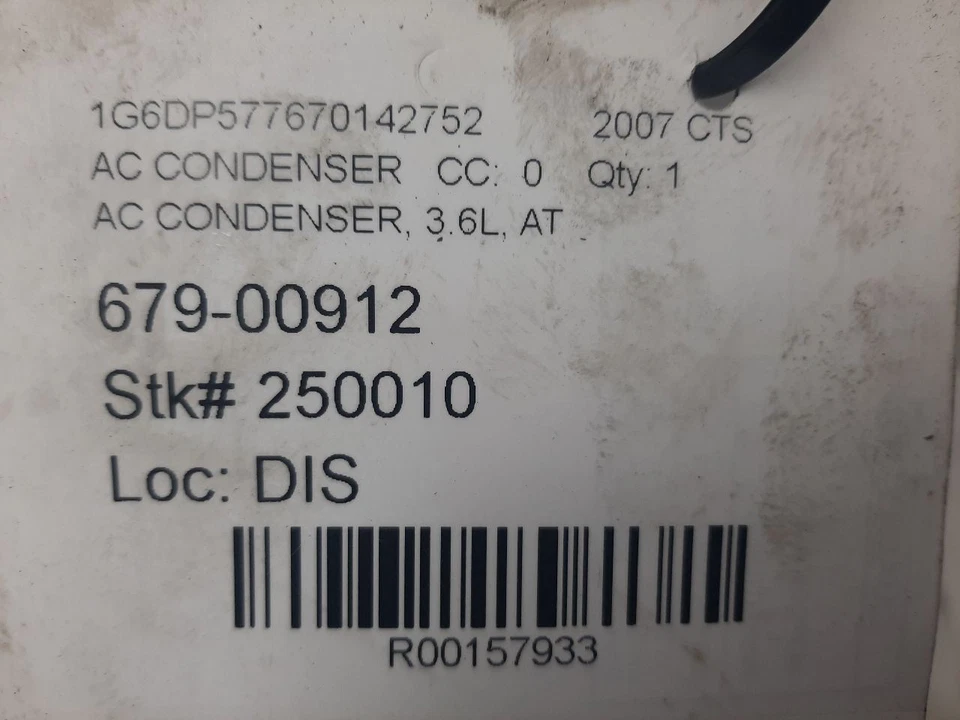 1G6DP577670142752 2007 CTS
AC CONDENSER CC: 0 Qty: 1
AC CONDENSER, 3.6L, AT
679-00912
Stk# 250010
Loc: DIS
R00157933